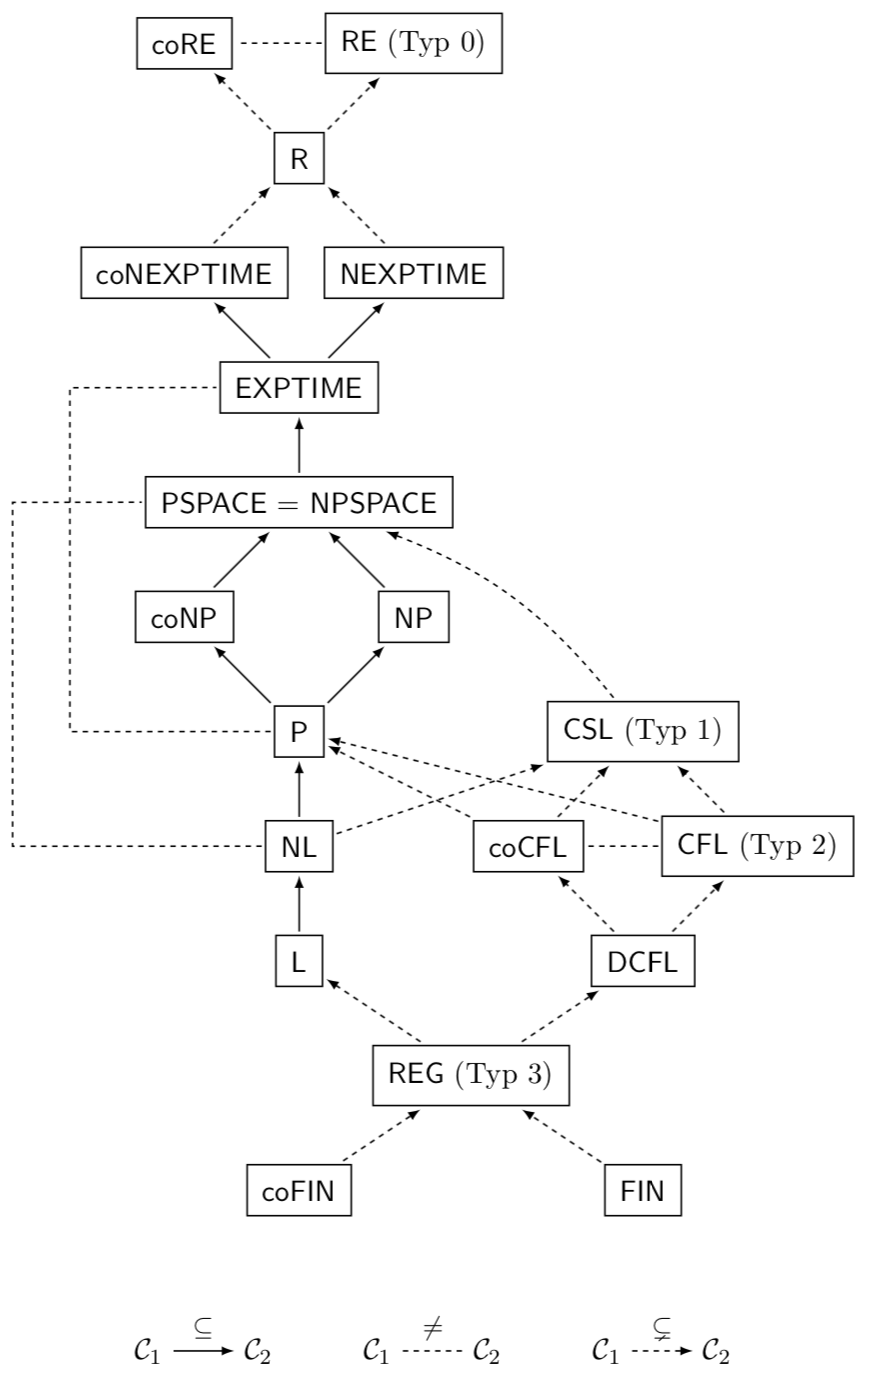 coRE
RE (Typ 0)
R
coNEXPTIME
NEXPTIME
EXPTIME
PSPACE = NPSPACE
coNP
NP
P
CSL (Typ 1)
NL
coCFL
CFL (Typ 2)
L
DCFL
REG (Typ 3)
coFIN
FIN
𝒞₁ ⊆ 𝒞₂
𝒞₁ ≠ 𝒞₂
𝒞₁ ⊊ 𝒞₂